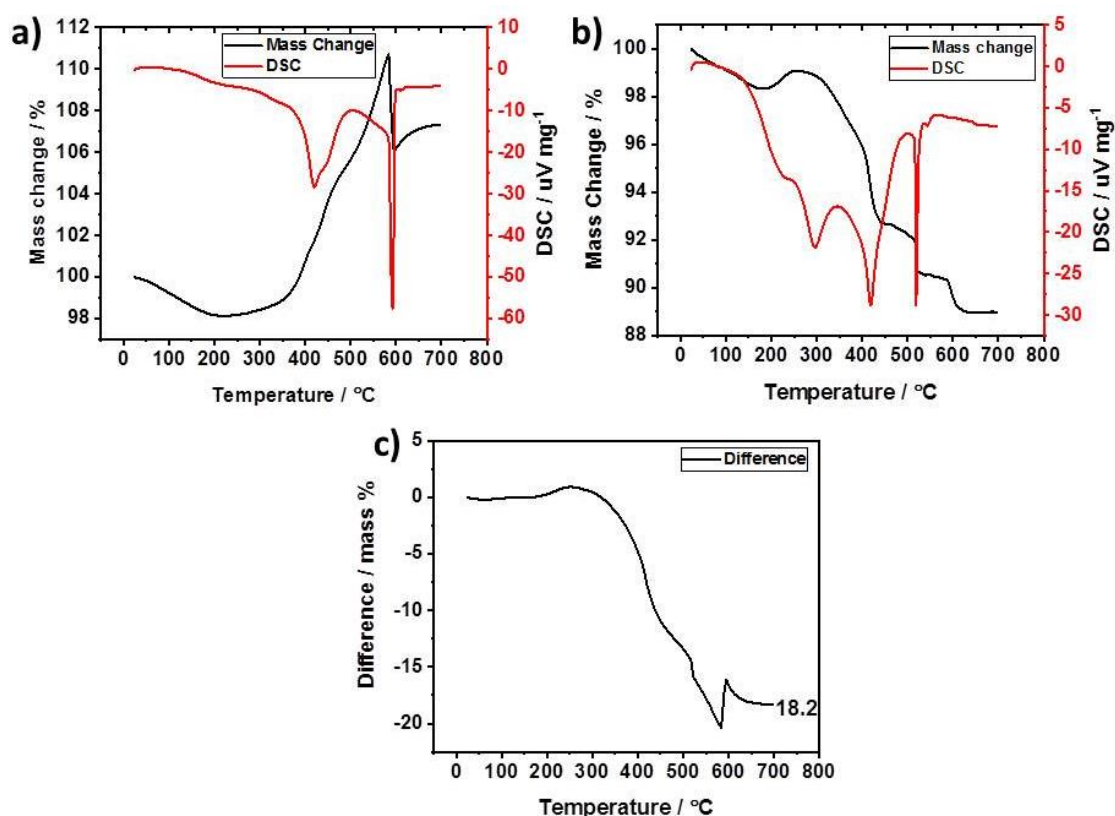 a)
Mass Change
DSC
112
110
108
106
104
102
100
98
Mass change / %
10
0
-10
-20
-30
-40
-50
-60
DSC / uV mg-1
0 100 200 300 400 500 600 700 800
Temperature / °C
b)
Mass change
DSC
100
98
96
94
92
90
88
Mass Change / %
5
0
-5
-10
-15
-20
-25
-30
DSC / uV mg-1
0 100 200 300 400 500 600 700 800
Temperature / °C
c)
Difference
5
0
-5
-10
-15
-20
Difference / mass %
18.2
0 100 200 300 400 500 600 700 800
Temperature / °C